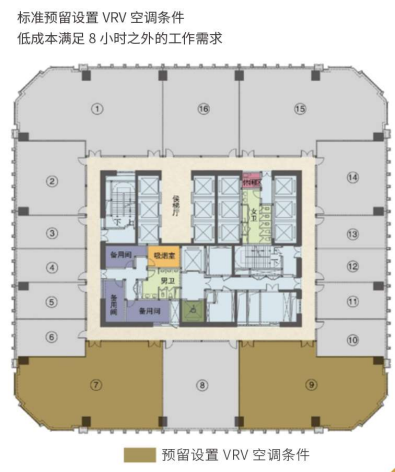 标准预留设置 VRV 空调条件
低成本满足 8 小时之外的工作需求
①
⑯
⑮
②
⑭
女卫
候梯厅
下
③
⑬
备用间
吸烟室
④
⑫
男卫
备用间
备用间
⑤
⑪
⑥
⑩
⑦
⑧
⑨
预留设置 VRV 空调条件